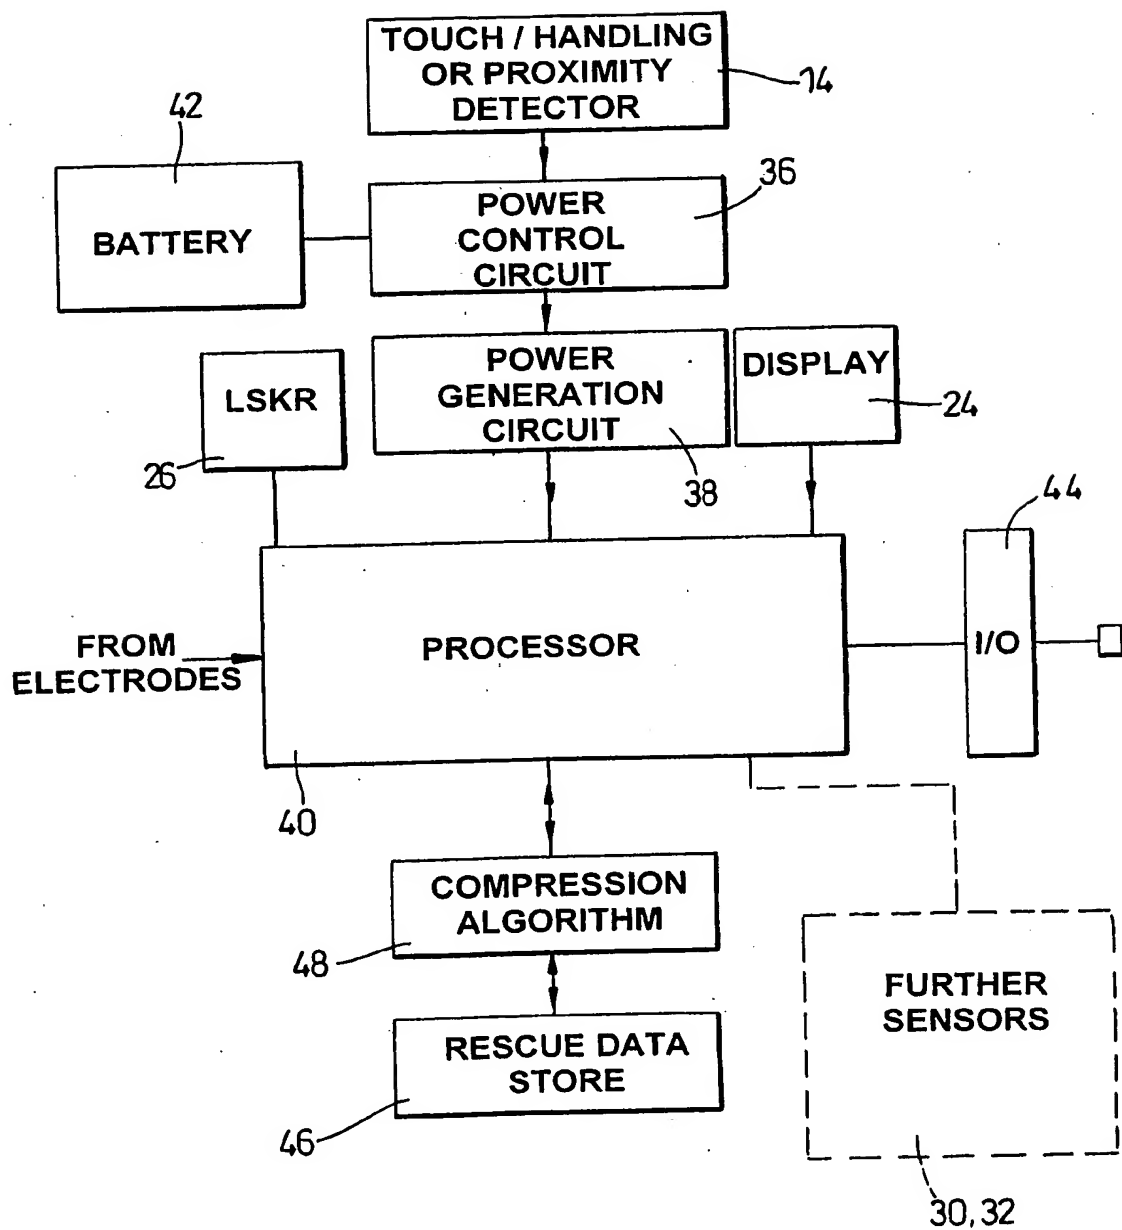 TOUCH / HANDLING
OR PROXIMITY
DETECTOR
14
42
BATTERY
POWER
CONTROL
CIRCUIT
36
LSKR
26
POWER
GENERATION
CIRCUIT
38
DISPLAY
24
44
FROM
ELECTRODES
PROCESSOR
I/O
40
COMPRESSION
ALGORITHM
48
RESCUE DATA
STORE
46
FURTHER
SENSORS
30,32